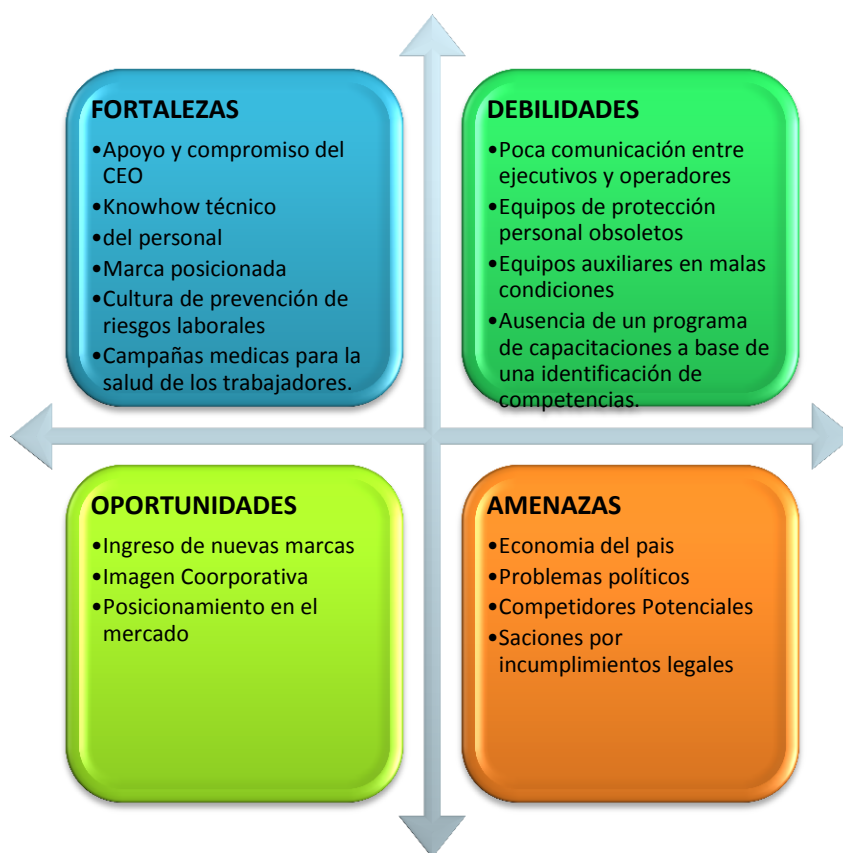 FORTALEZAS
•Apoyo y compromiso del
CEO
•Knowhow técnico
•del personal
•Marca posicionada
•Cultura de prevención de
riesgos laborales
•Campañas medicas para la
salud de los trabajadores.
DEBILIDADES
•Poca comunicación entre
ejecutivos y operadores
•Equipos de protección
personal obsoletos
•Equipos auxiliares en malas
condiciones
•Ausencia de un programa
de capacitaciones a base de
una identificación de
competencias.
OPORTUNIDADES
•Ingreso de nuevas marcas
•Imagen Coorporativa
•Posicionamiento en el
mercado
AMENAZAS
•Economia del pais
•Problemas políticos
•Competidores Potenciales
•Saciones por
incumplimientos legales